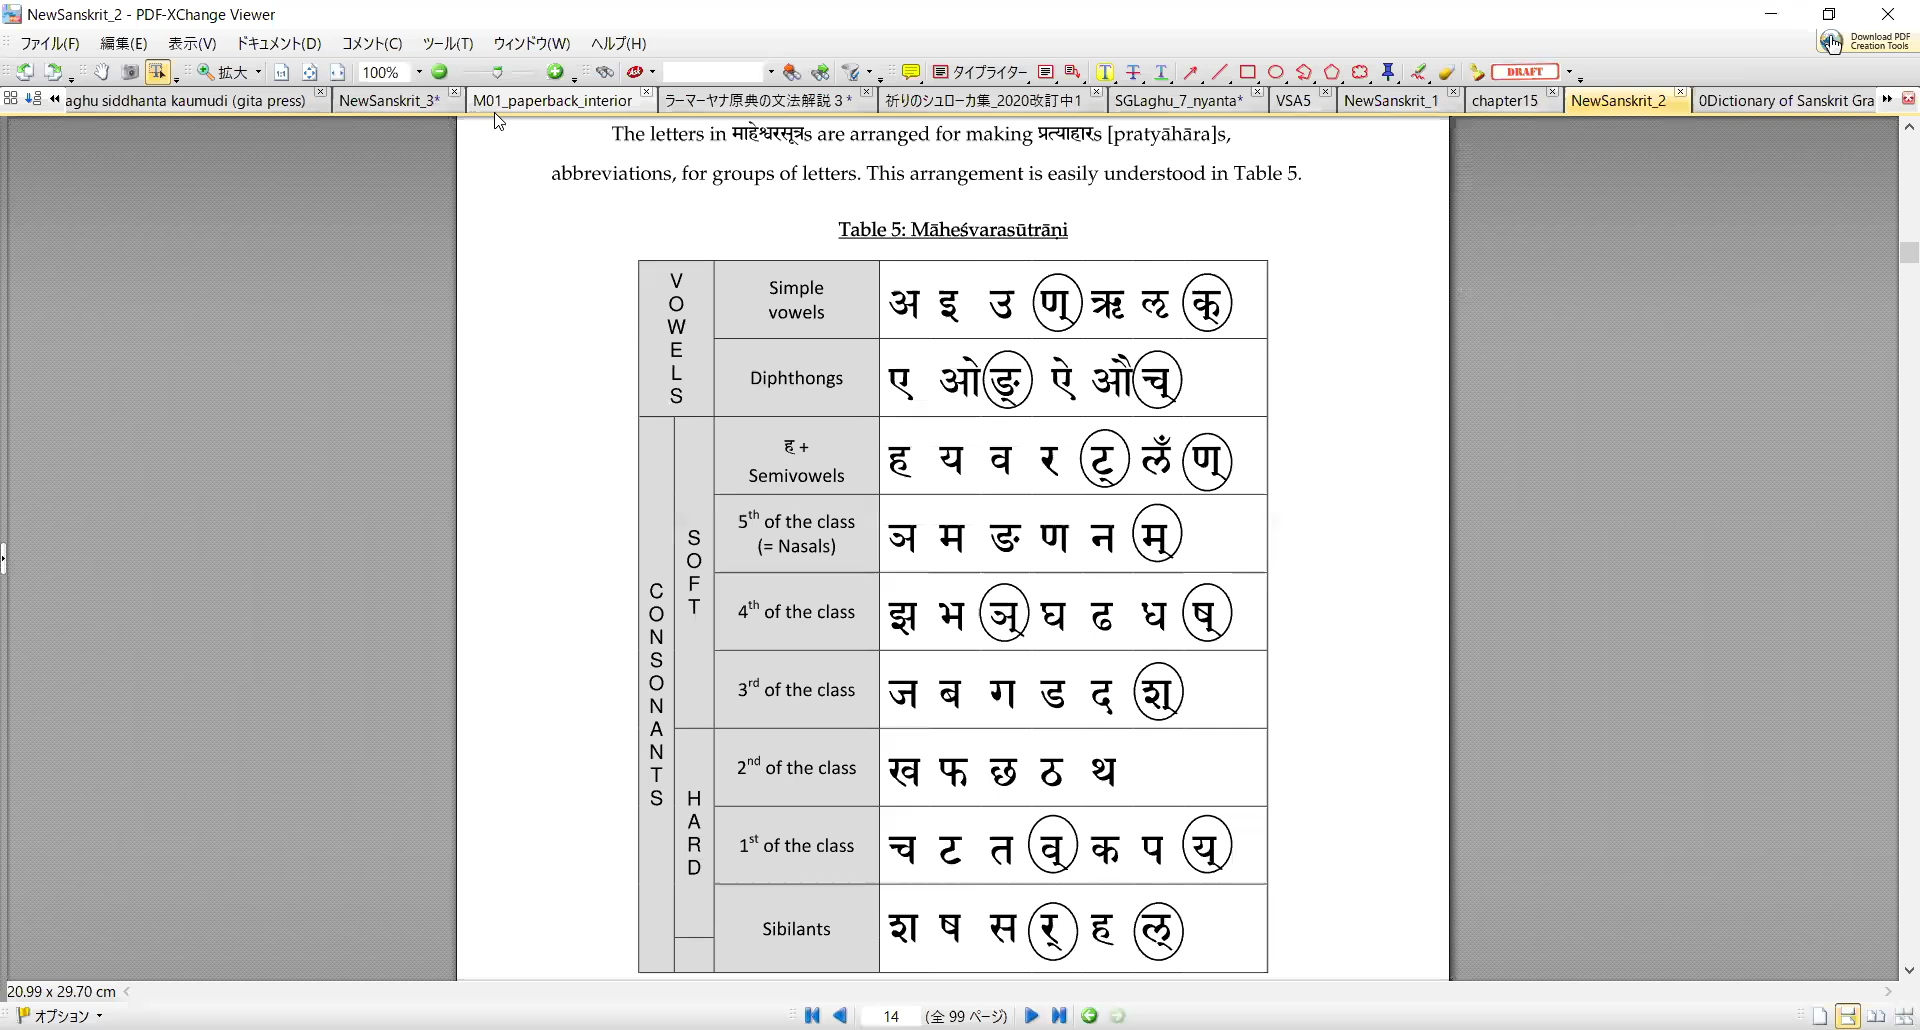 NewSanskrit_2 - PDF-XChange Viewer
ファイル(F) 編集(E) 表示(V) ドキュメント(D) コメント(C) ツール(T) ウィンドウ(W) ヘルプ(H)
Download PDF
Creation Tools
拡大 100% タイプライター DRAFT
aghu siddhanta kaumudi (gita press) NewSanskrit_3* M01_paperback_interior ラーマーヤナ原典の文法解説３* 祈りのシュローカ集_2020改訂中1 SGLaghu_7_nyanta* VSA5 NewSanskrit_1 chapter15 NewSanskrit_2 0Dictionary of Sanskrit Gra
The letters in माहेश्वरसूत्रs are arranged for making प्रत्याहारs [pratyāhāra]s,
abbreviations, for groups of letters. This arrangement is easily understood in Table 5.
Table 5: Māheśvarasūtrāṇi
VOWELS
Simple
vowels
अ इ उ ण् ऋ ऌ क्
Diphthongs
ए ओ ङ् ऐ औ च्
CONSONANTS
SOFT
ह् +
Semivowels
ह य व र ट् लँ ण्
5th of the class
(= Nasals)
ञ म ङ ण न म्
4th of the class
झ भ ञ् घ ढ ध ष्
3rd of the class
ज ब ग ड द श्
HARD
2nd of the class
ख फ छ ठ थ
1st of the class
च ट त व् क प य्
Sibilants
श ष स र् ह ल्
20.99 x 29.70 cm
オプション 14 (全 99 ページ)